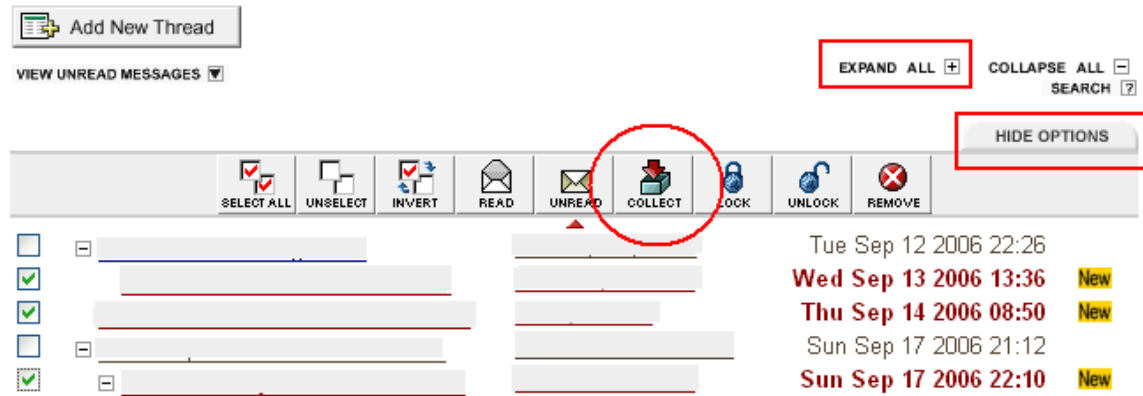 Add New Thread
VIEW UNREAD MESSAGES
EXPAND ALL COLLAPSE ALL
SEARCH ?
HIDE OPTIONS
SELECT ALL UNSELECT INVERT READ UNREAD COLLECT LOCK UNLOCK REMOVE
Tue Sep 12 2006 22:26
Wed Sep 13 2006 13:36 New
Thu Sep 14 2006 08:50 New
Sun Sep 17 2006 21:12
Sun Sep 17 2006 22:10 New